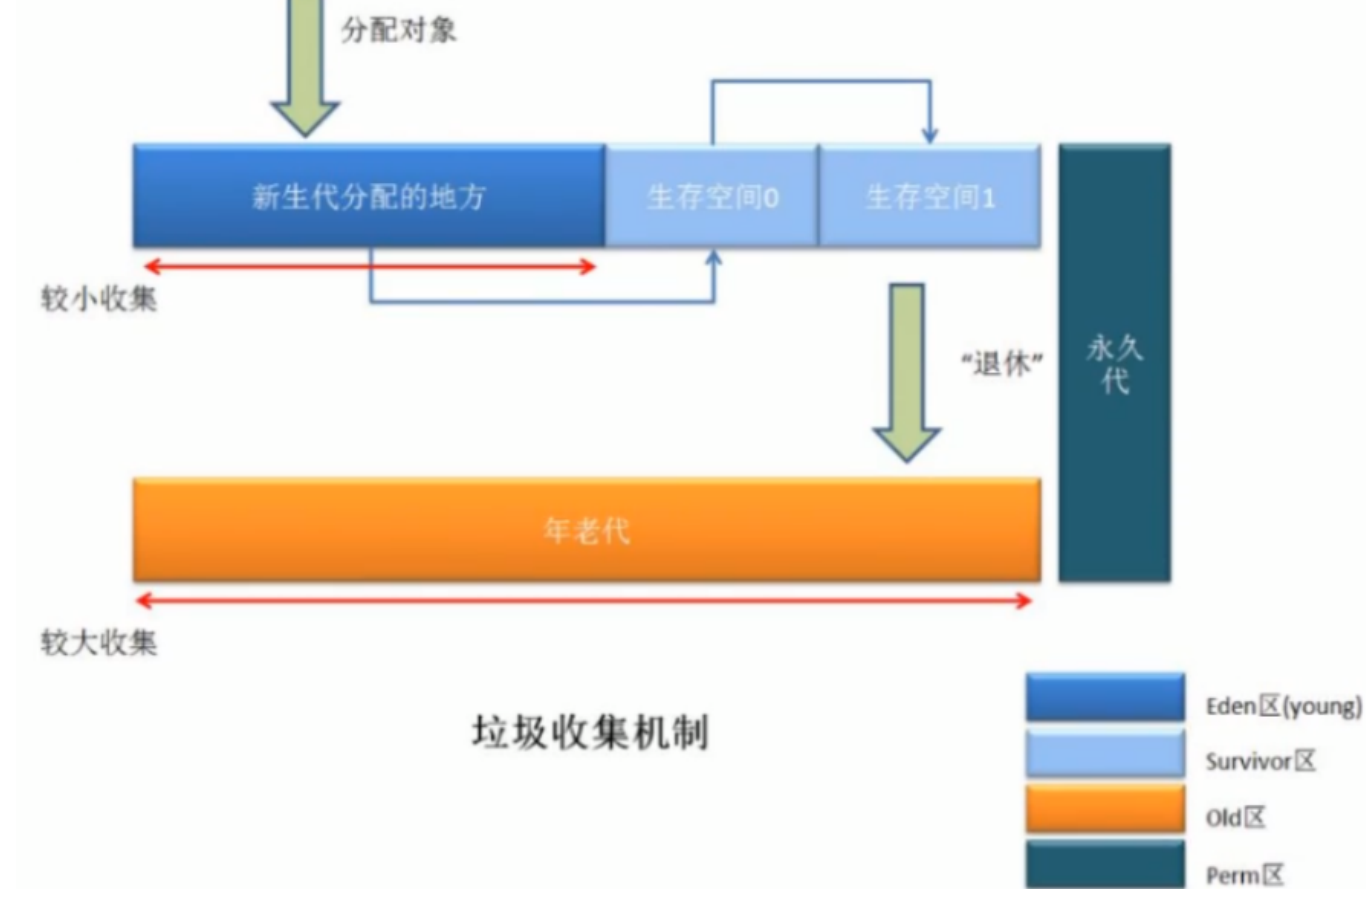 分配对象
新生代分配的地方
生存空间0
生存空间1
较小收集
“退休”
永久
代
年老代
较大收集
垃圾收集机制
Eden区(young)
Survivor区
Old区
Perm区